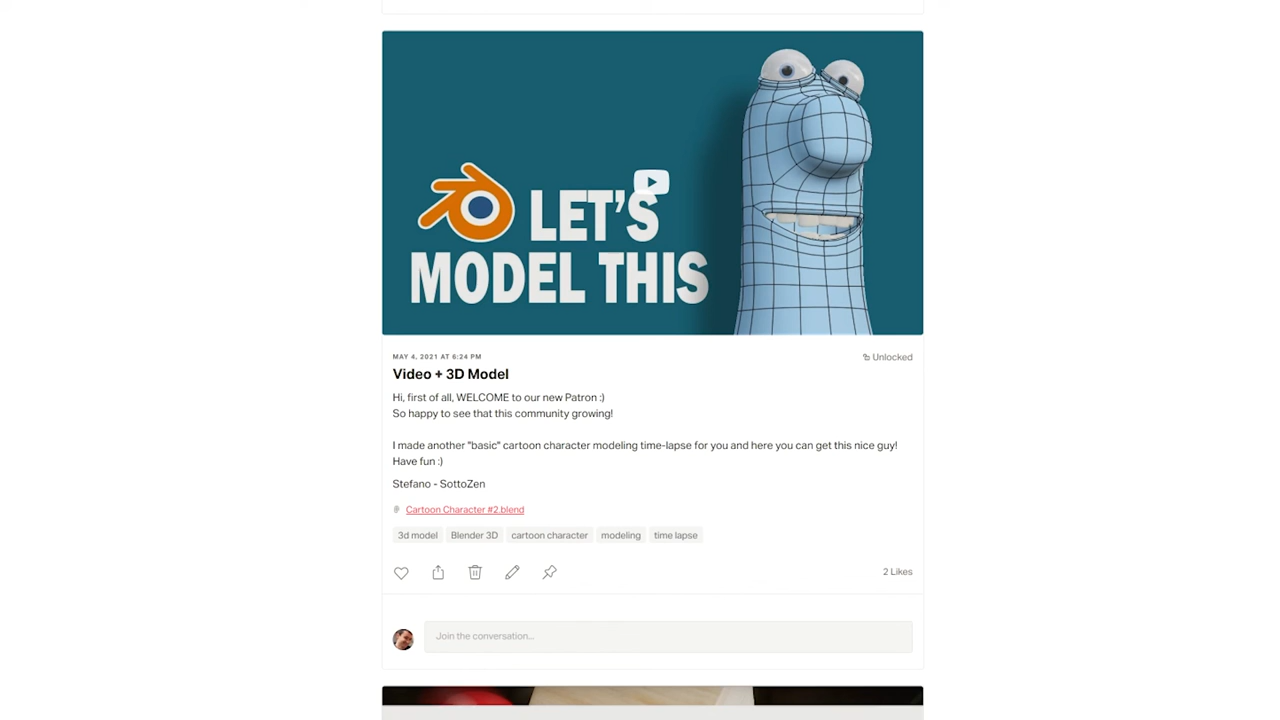 LET'S
MODEL THIS
MAY 4, 2021 AT 6:24 PM
Unlocked
Video + 3D Model
Hi, first of all, WELCOME to our new Patron :)
So happy to see that this community growing!
I made another "basic" cartoon character modeling time-lapse for you and here you can get this nice guy!
Have fun :)
Stefano - SottoZen
Cartoon Character #2.blend
3d model Blender 3D cartoon character modeling time lapse
2 Likes
Join the conversation...